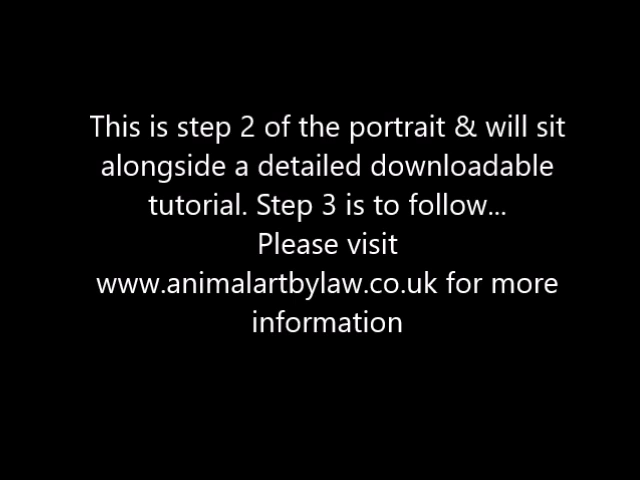 This is step 2 of the portrait & will sit
alongside a detailed downloadable
tutorial. Step 3 is to follow...
Please visit
www.animalartbylaw.co.uk for more
information